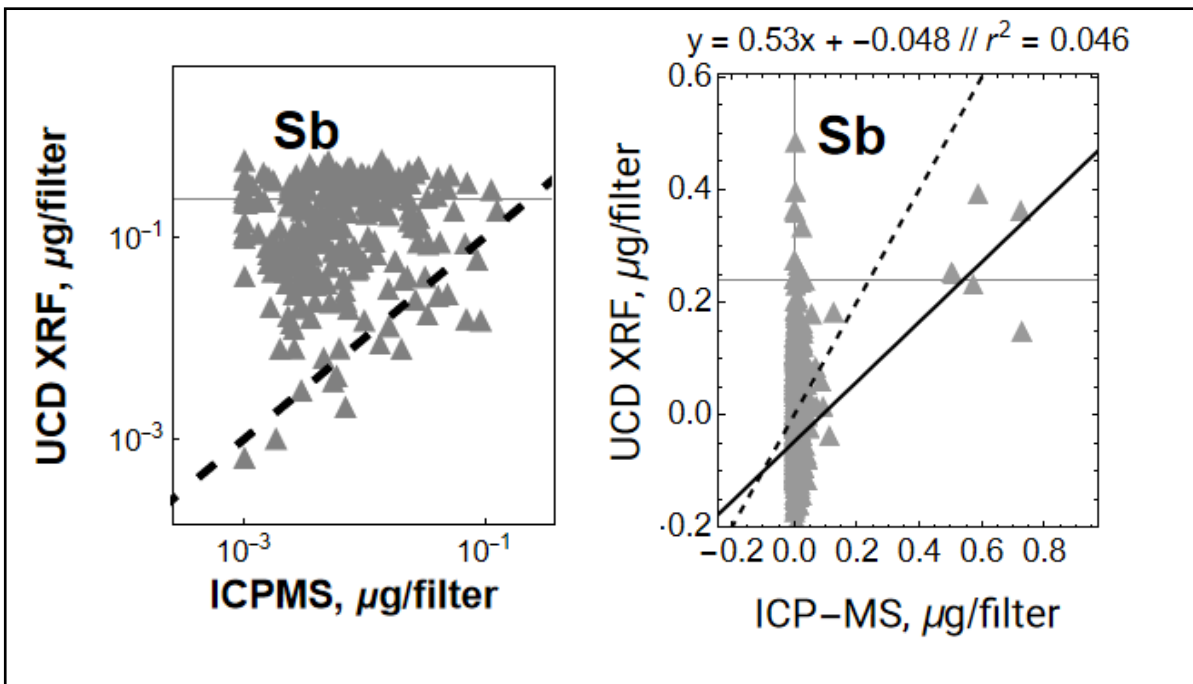 Sb
UCD XRF, µg/filter
10⁻¹
10⁻³
10⁻³ 10⁻¹
ICPMS, µg/filter
y = 0.53x + −0.048 // r² = 0.046
Sb
UCD XRF, µg/filter
0.6
0.4
0.2
0.0
-0.2
−0.2 0.0 0.2 0.4 0.6 0.8
ICP−MS, µg/filter